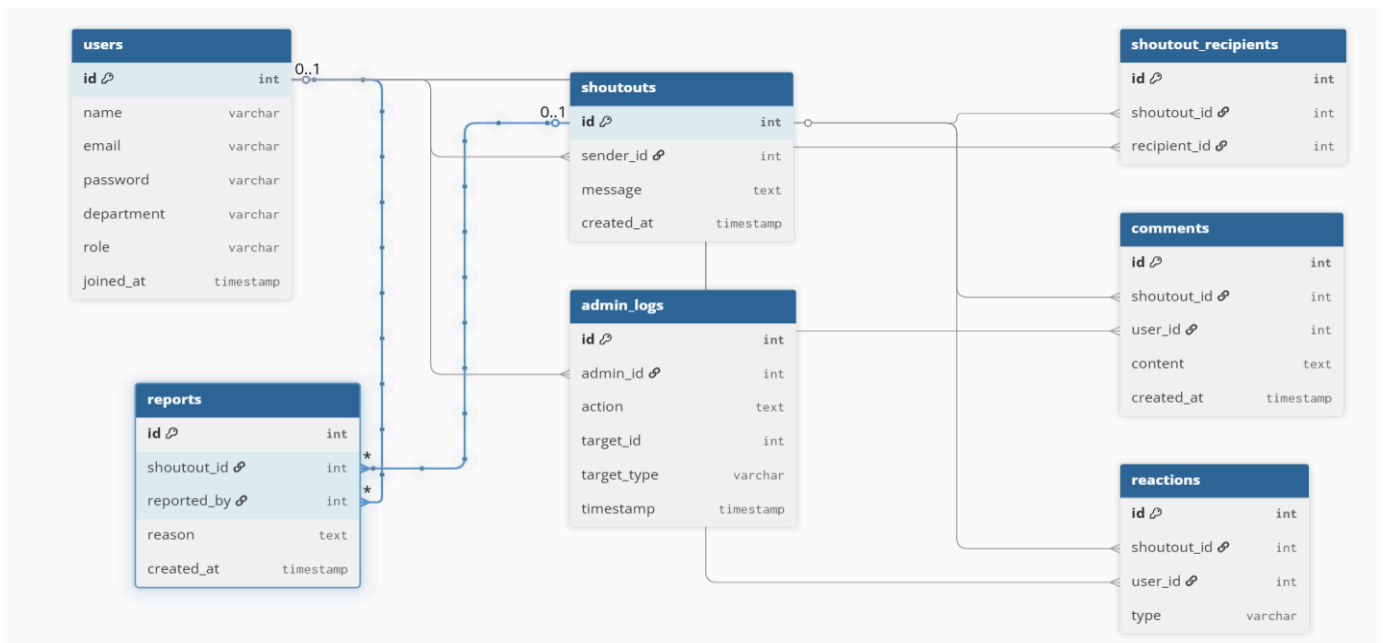 users
id int
name varchar
email varchar
password varchar
department varchar
role varchar
joined_at timestamp
0..1
reports
id int
shoutout_id int
*
reported_by int
*
reason text
created_at timestamp
0..1
shoutouts
id int
sender_id int
message text
created_at timestamp
admin_logs
id int
admin_id int
action text
target_id int
target_type varchar
timestamp timestamp
shoutout_recipients
id int
shoutout_id int
recipient_id int
comments
id int
shoutout_id int
user_id int
content text
created_at timestamp
reactions
id int
shoutout_id int
user_id int
type varchar